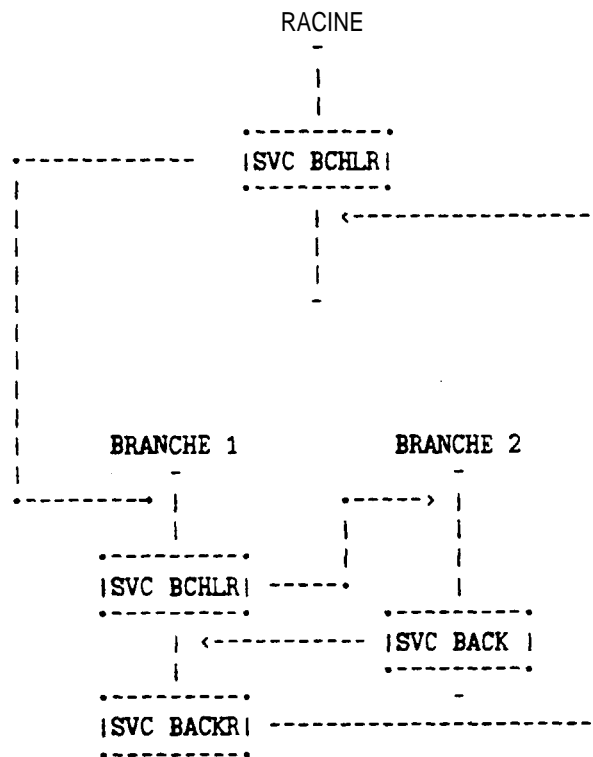 RACINE
SVC BCHLR
BRANCHE 1 BRANCHE 2
SVC BCHLR
SVC BACK
SVC BACKR